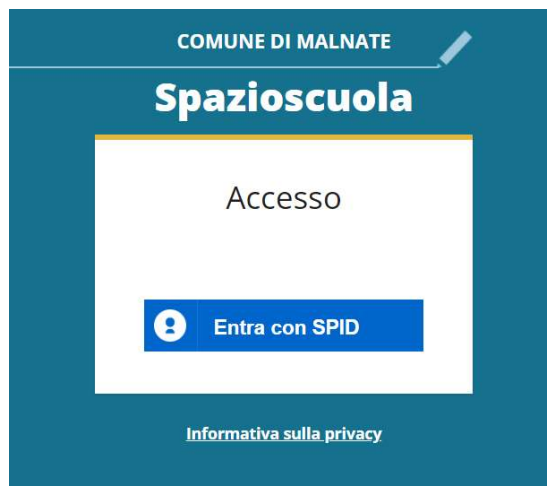 COMUNE DI MALNATE
Spazioscuola
Accesso
Entra con SPID
Informativa sulla privacy